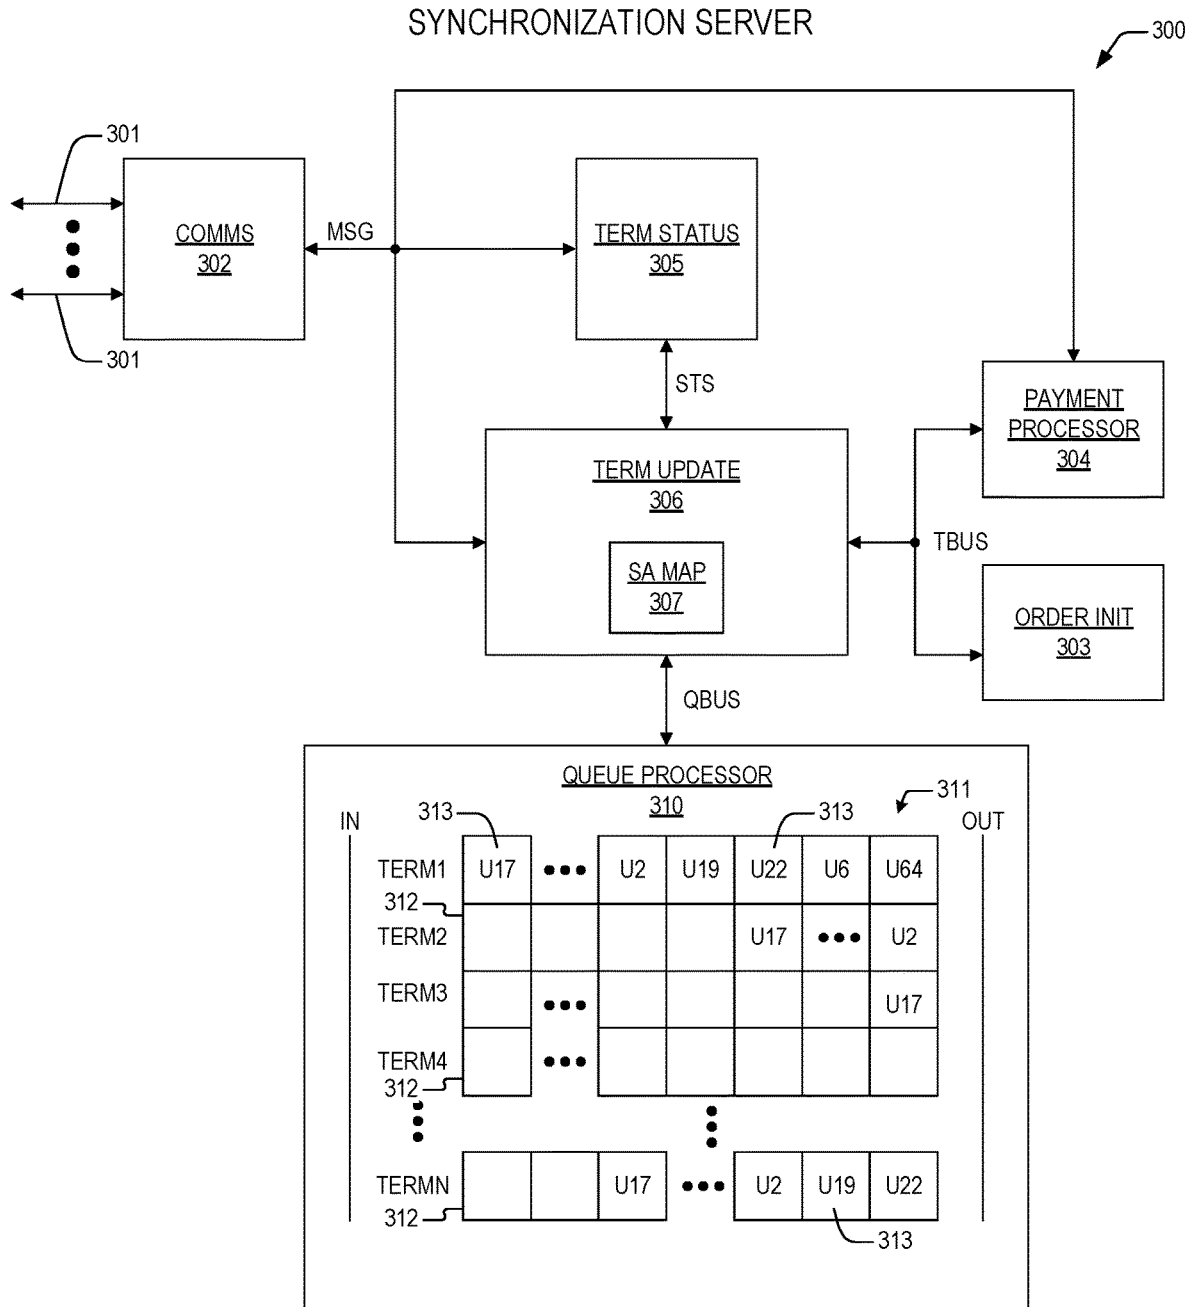 SYNCHRONIZATION SERVER
300
301
COMMS
302
MSG
TERM STATUS
305
301
STS
PAYMENT
PROCESSOR
304
TERM UPDATE
306
TBUS
SA MAP
307
ORDER INIT
303
QBUS
QUEUE PROCESSOR
310
311
IN
313
313
OUT
TERM1 U17 U2 U19 U22 U6 U64
312
TERM2 U17 U2
TERM3 U17
TERM4
312
TERMN U17 U2 U19 U22
312
313